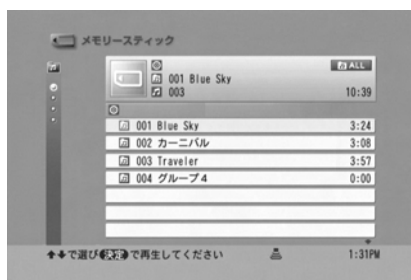 メモリースティック
ALL
001 Blue Sky
003
10:39
001 Blue Sky 3:24
002 カーニバル 3:08
003 Traveler 3:57
004 グループ4 0:00
↑↓で選び決定で再生してください 1:31PM